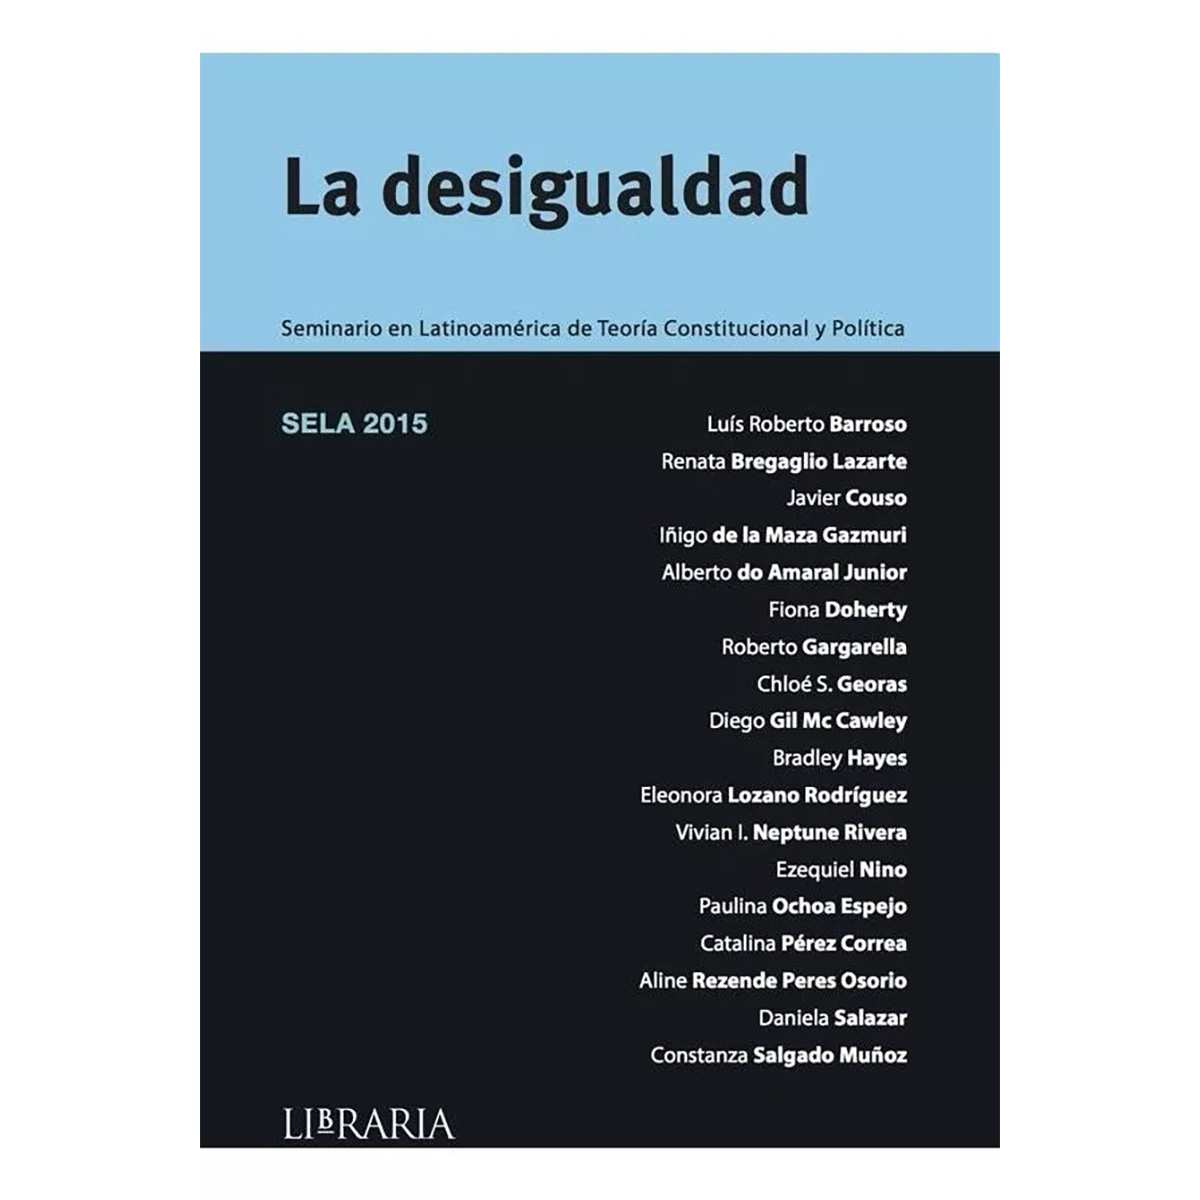 La desigualdad
Seminario en Latinoamérica de Teoría Constitucional y Política
SELA 2015
Luís Roberto Barroso
Renata Bregaglio Lazarte
Javier Couso
Iñigo de la Maza Gazmuri
Alberto do Amaral Junior
Fiona Doherty
Roberto Gargarella
Chloé S. Georas
Diego Gil Mc Cawley
Bradley Hayes
Eleonora Lozano Rodríguez
Vivian I. Neptune Rivera
Ezequiel Nino
Paulina Ochoa Espejo
Catalina Pérez Correa
Aline Rezende Peres Osorio
Daniela Salazar
Constanza Salgado Muñoz
LIBRARIA